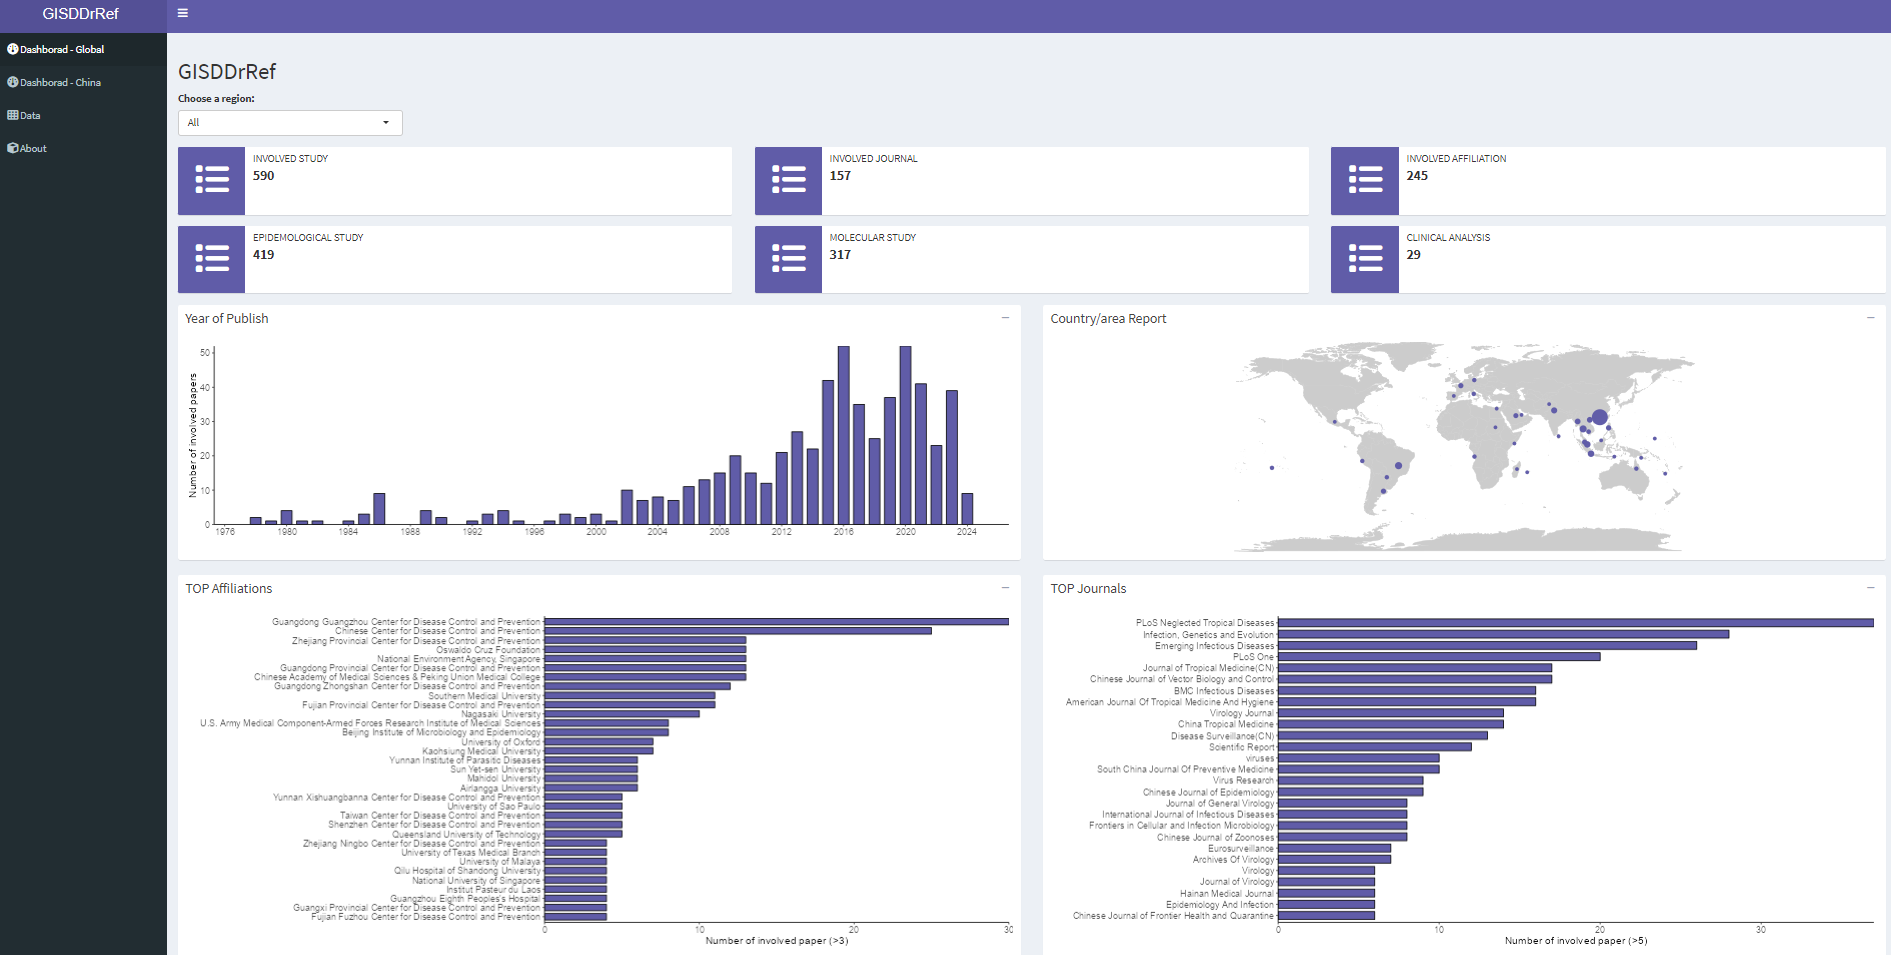 GISDDrRef
Dashborad - Global
Dashborad - China
Data
About
GISDDrRef
Choose a region:
All
INVOLVED STUDY
590
INVOLVED JOURNAL
157
INVOLVED AFFILIATION
245
EPIDEMOLOGICAL STUDY
419
MOLECULAR STUDY
317
CLINICAL ANALYSIS
29
Year of Publish
Number of involved papers
50
40
30
20
10
0
1976 1980 1984 1988 1992 1996 2000 2004 2008 2012 2016 2020 2024
Country/area Report
TOP Affiliations
Guangdong Guangzhou Center for Disease Control and Prevention
Chinese Center for Disease Control and Prevention
Zhejiang Provincial Center for Disease Control and Prevention
Oswaldo Cruz Foundation
National Environment Agency, Singapore
Guangdong Provincial Center for Disease Control and Prevention
Chinese Academy of Medical Sciences & Peking Union Medical College
Guangdong Zhongshan Center for Disease Control and Prevention
Southern Medical University
Fujian Provincial Center for Disease Control and Prevention
Nagasaki University
U.S. Army Medical Component-Armed Forces Research Institute of Medical Sciences
Beijing Institute of Microbiology and Epidemiology
University of Oxford
Kaohsiung Medical University
Yunnan Institute of Parasitic Diseases
Sun Yet-sen University
Mahidol University
Airlangga University
Yunnan Xishuangbanna Center for Disease Control and Prevention
University of Sao Paulo
Taiwan Center for Disease Control and Prevention
Shenzhen Center for Disease Control and Prevention
Queensland University of Technology
Zhejiang Ningbo Center for Disease Control and Prevention
University of Texas Medical Branch
University of Malaya
Qilu Hospital of Shandong University
National University of Singapore
Institut Pasteur du Laos
Guangzhou Eighth Peoples's Hospital
Guangxi Provincial Center for Disease Control and Prevention
Fujian Fuzhou Center for Disease Control and Prevention
0 10 20 30
Number of involved paper (>3)
TOP Journals
PLoS Neglected Tropical Diseases
Infection, Genetics and Evolution
Emerging Infectious Diseases
PLoS One
Journal of Tropical Medicine(CN)
Chinese Journal of Vector Biology and Control
BMC Infectious Diseases
American Journal Of Tropical Medicine And Hygiene
Virology Journal
China Tropical Medicine
Disease Surveillance(CN)
Scientific Report
viruses
South China Journal Of Preventive Medicine
Virus Research
Chinese Journal of Epidemiology
Journal of General Virology
International Journal of Infectious Diseases
Frontiers in Cellular and Infection Microbiology
Chinese Journal of Zoonoses
Eurosurveillance
Archives Of Virology
Virology
Journal of Virology
Hainan Medical Journal
Epidemiology And Infection
Chinese Journal of Frontier Health and Quarantine
0 10 20 30
Number of involved paper (>5)